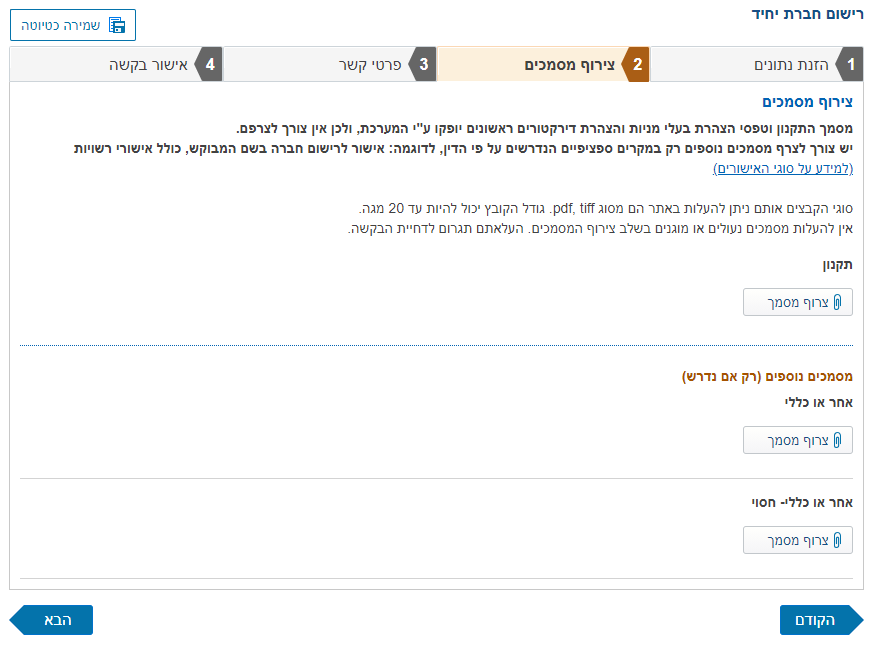 רישום חברת יחיד
שמירה כטיוטה
1 הזנת נתונים
2 צירוף מסמכים
3 פרטי קשר
4 אישור בקשה
צירוף מסמכים
מסמך התקנון וטפסי הצהרת בעלי מניות והצהרת דירקטורים ראשונים יופקו ע"י המערכת, ולכן אין צורך לצרפם.
יש צורך לצרף מסמכים נוספים רק במקרים ספציפיים הנדרשים על פי הדין, לדוגמה: אישור לרישום חברה בשם המבוקש, כולל אישורי רשויות
(למידע על סוגי האישורים)
סוגי הקבצים אותם ניתן להעלות באתר הם מסוג pdf, tiff. גודל הקובץ יכול להיות עד 20 מגה.
אין להעלות מסמכים נעולים או מוגנים בשלב צירוף המסמכים. העלאתם תגרום לדחיית הבקשה.
תקנון
צרוף מסמך
מסמכים נוספים (רק אם נדרש)
אחר או כללי
צרוף מסמך
אחר או כללי- חסוי
צרוף מסמך
הקודם
הבא